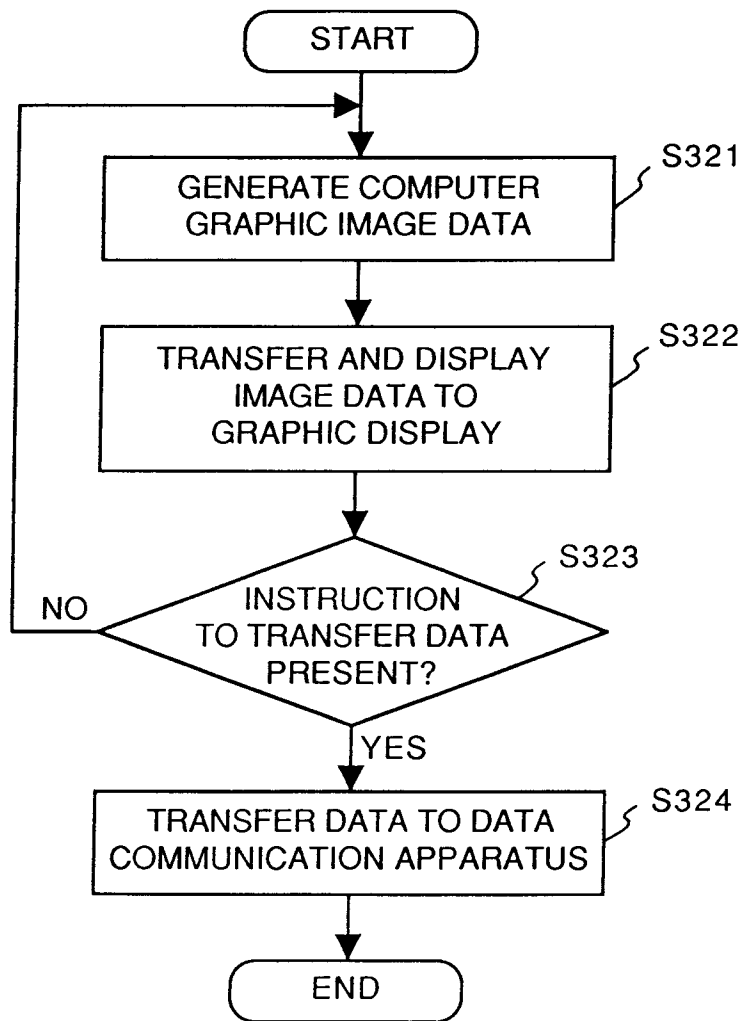 START
S321
GENERATE COMPUTER
GRAPHIC IMAGE DATA
S322
TRANSFER AND DISPLAY
IMAGE DATA TO
GRAPHIC DISPLAY
S323
INSTRUCTION
TO TRANSFER DATA
PRESENT?
NO
YES
S324
TRANSFER DATA TO DATA
COMMUNICATION APPARATUS
END